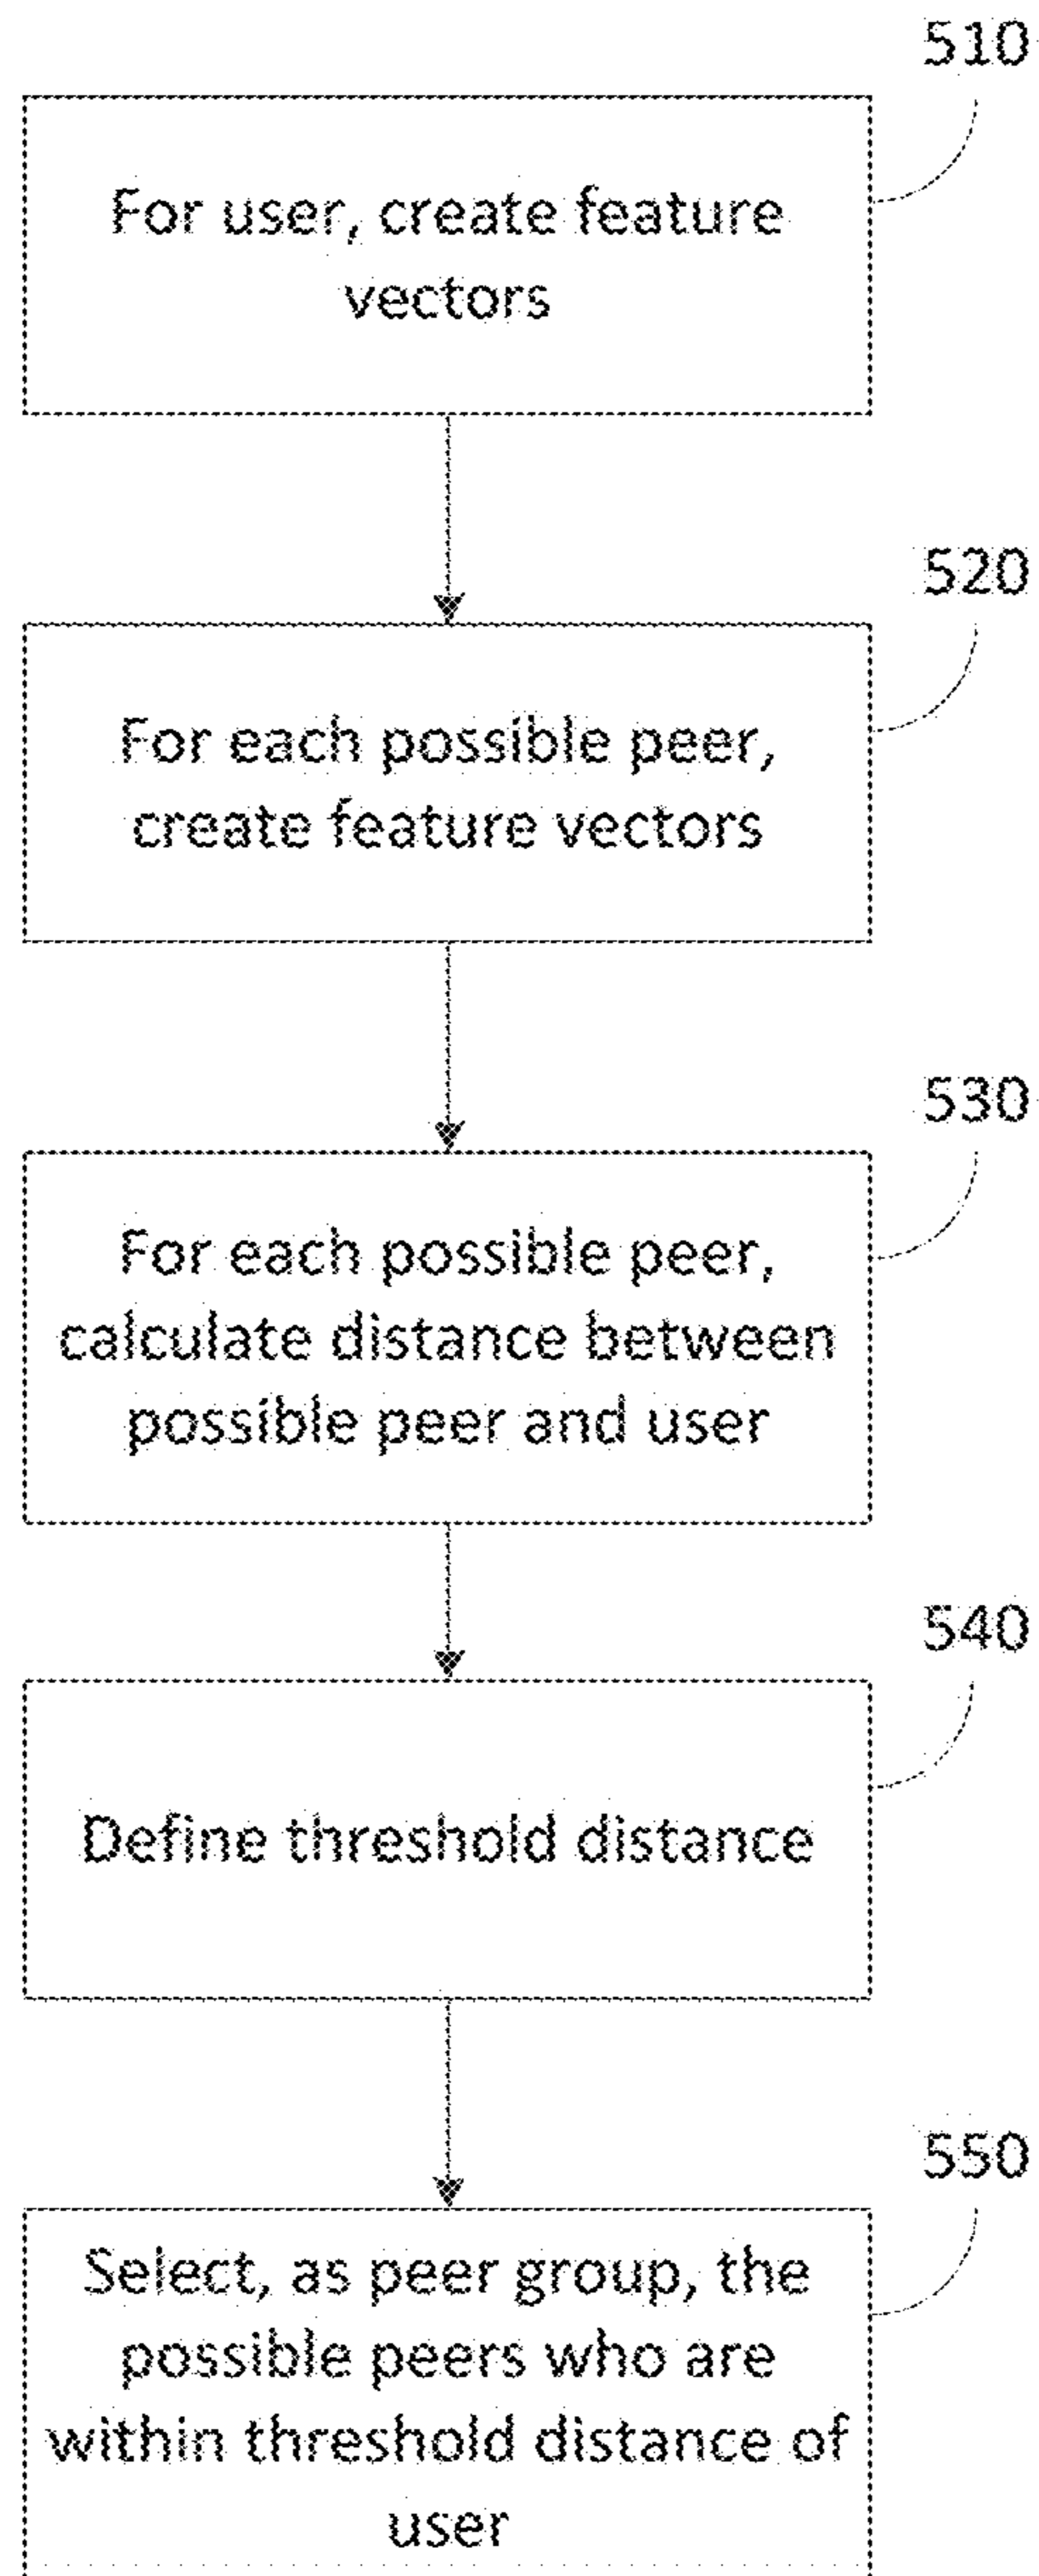 510
For user, create feature
vectors
520
For each possible peer,
create feature vectors
530
For each possible peer,
calculate distance between
possible peer and user
540
Define threshold distance
550
Select, as peer group, the
possible peers who are
within threshold distance of
user